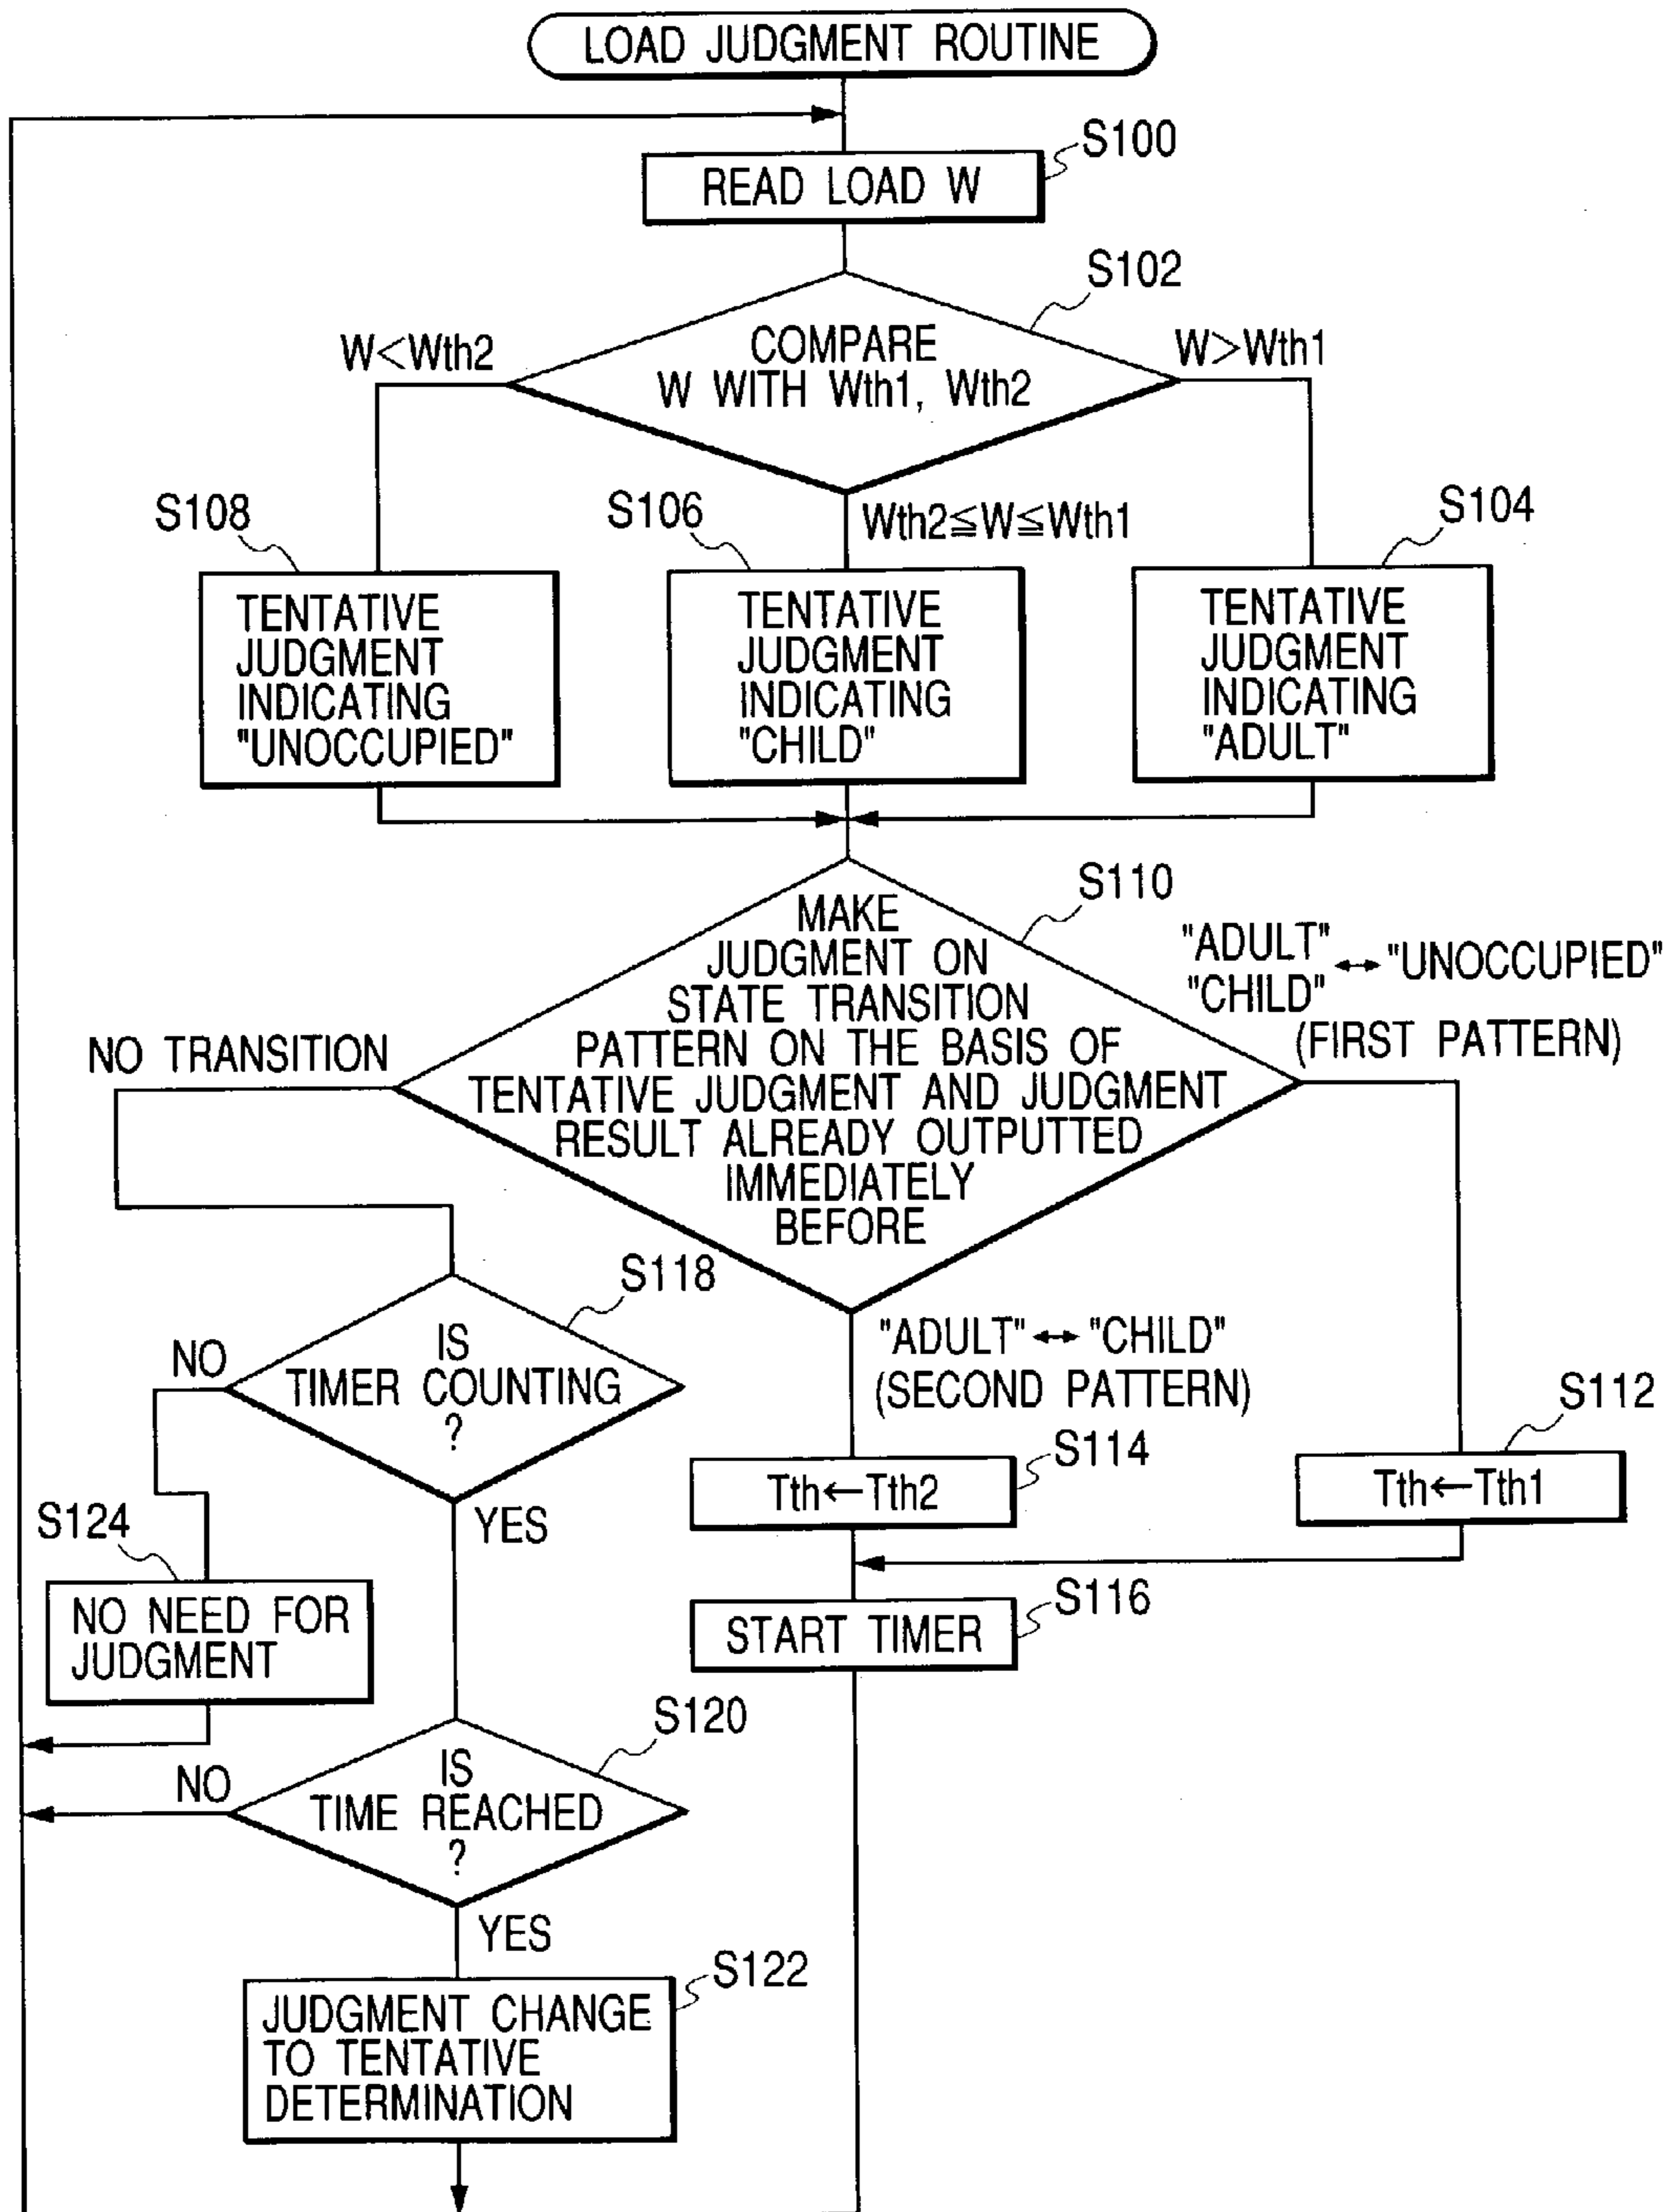 LOAD JUDGMENT ROUTINE
S100
READ LOAD W
S102
W<Wth2
COMPARE
W WITH Wth1, Wth2
W>Wth1
S108
S106
Wth2≦W≦Wth1
S104
TENTATIVE
JUDGMENT
INDICATING
"UNOCCUPIED"
TENTATIVE
JUDGMENT
INDICATING
"CHILD"
TENTATIVE
JUDGMENT
INDICATING
"ADULT"
S110
MAKE
JUDGMENT ON
STATE TRANSITION
PATTERN ON THE BASIS OF
TENTATIVE JUDGMENT AND JUDGMENT
RESULT ALREADY OUTPUTTED
IMMEDIATELY
BEFORE
"ADULT"
"CHILD" ↔ "UNOCCUPIED"
(FIRST PATTERN)
NO TRANSITION
S118
IS
TIMER COUNTING
?
NO
YES
"ADULT" ↔ "CHILD"
(SECOND PATTERN)
S114
Tth←Tth2
S112
Tth←Tth1
S124
NO NEED FOR
JUDGMENT
S116
START TIMER
S120
IS
TIME REACHED
?
NO
YES
S122
JUDGMENT CHANGE
TO TENTATIVE
DETERMINATION